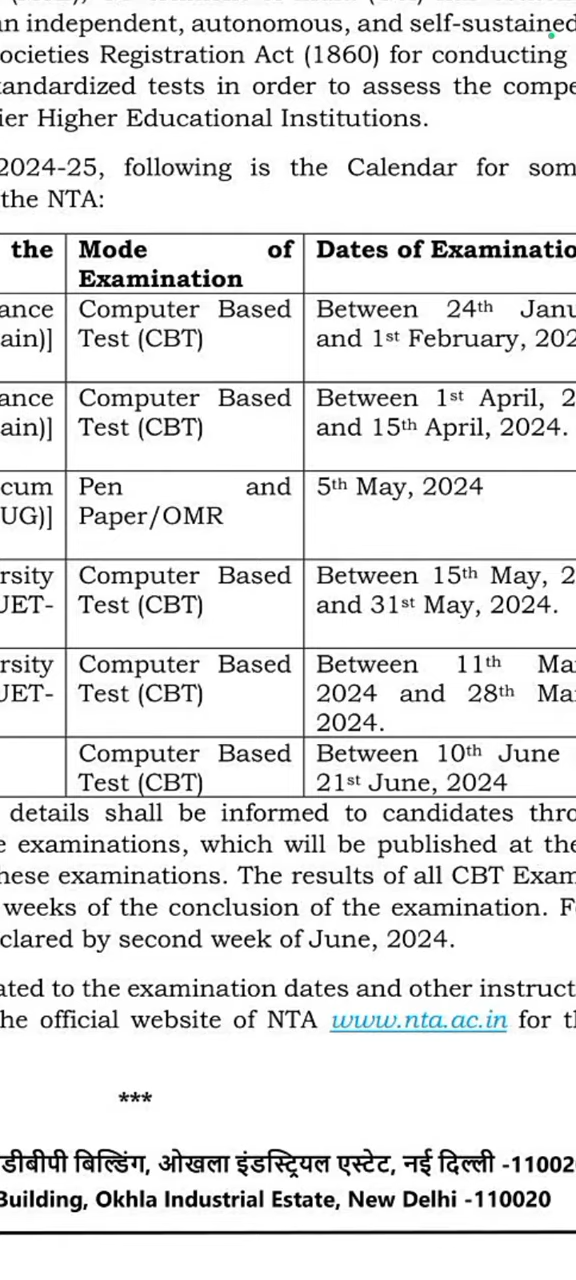 an independent, autonomous, and self-sustained
Societies Registration Act (1860) for conducting
standardized tests in order to assess the compe
ier Higher Educational Institutions.
2024-25, following is the Calendar for som
the NTA:
the Mode of Dates of Examinatio
Examination
ance Computer Based Between 24th Janu
ain)] Test (CBT) and 1st February, 202
ance Computer Based Between 1st April, 2
ain)] Test (CBT) and 15th April, 2024.
cum Pen and 5th May, 2024
UG)] Paper/OMR
rsity Computer Based Between 15th May, 2
UET- Test (CBT) and 31st May, 2024.
rsity Computer Based Between 11th Mar
UET- Test (CBT) 2024 and 28th Mar
2024.
Computer Based Between 10th June
Test (CBT) 21st June, 2024
details shall be informed to candidates thro
e examinations, which will be published at the
hese examinations. The results of all CBT Exam
weeks of the conclusion of the examination. F
clared by second week of June, 2024.
ated to the examination dates and other instruct
he official website of NTA www.nta.ac.in for th
***
डीबीपी बिल्डिंग, ओखला इंडस्ट्रियल एस्टेट, नई दिल्ली -11002
Building, Okhla Industrial Estate, New Delhi -110020